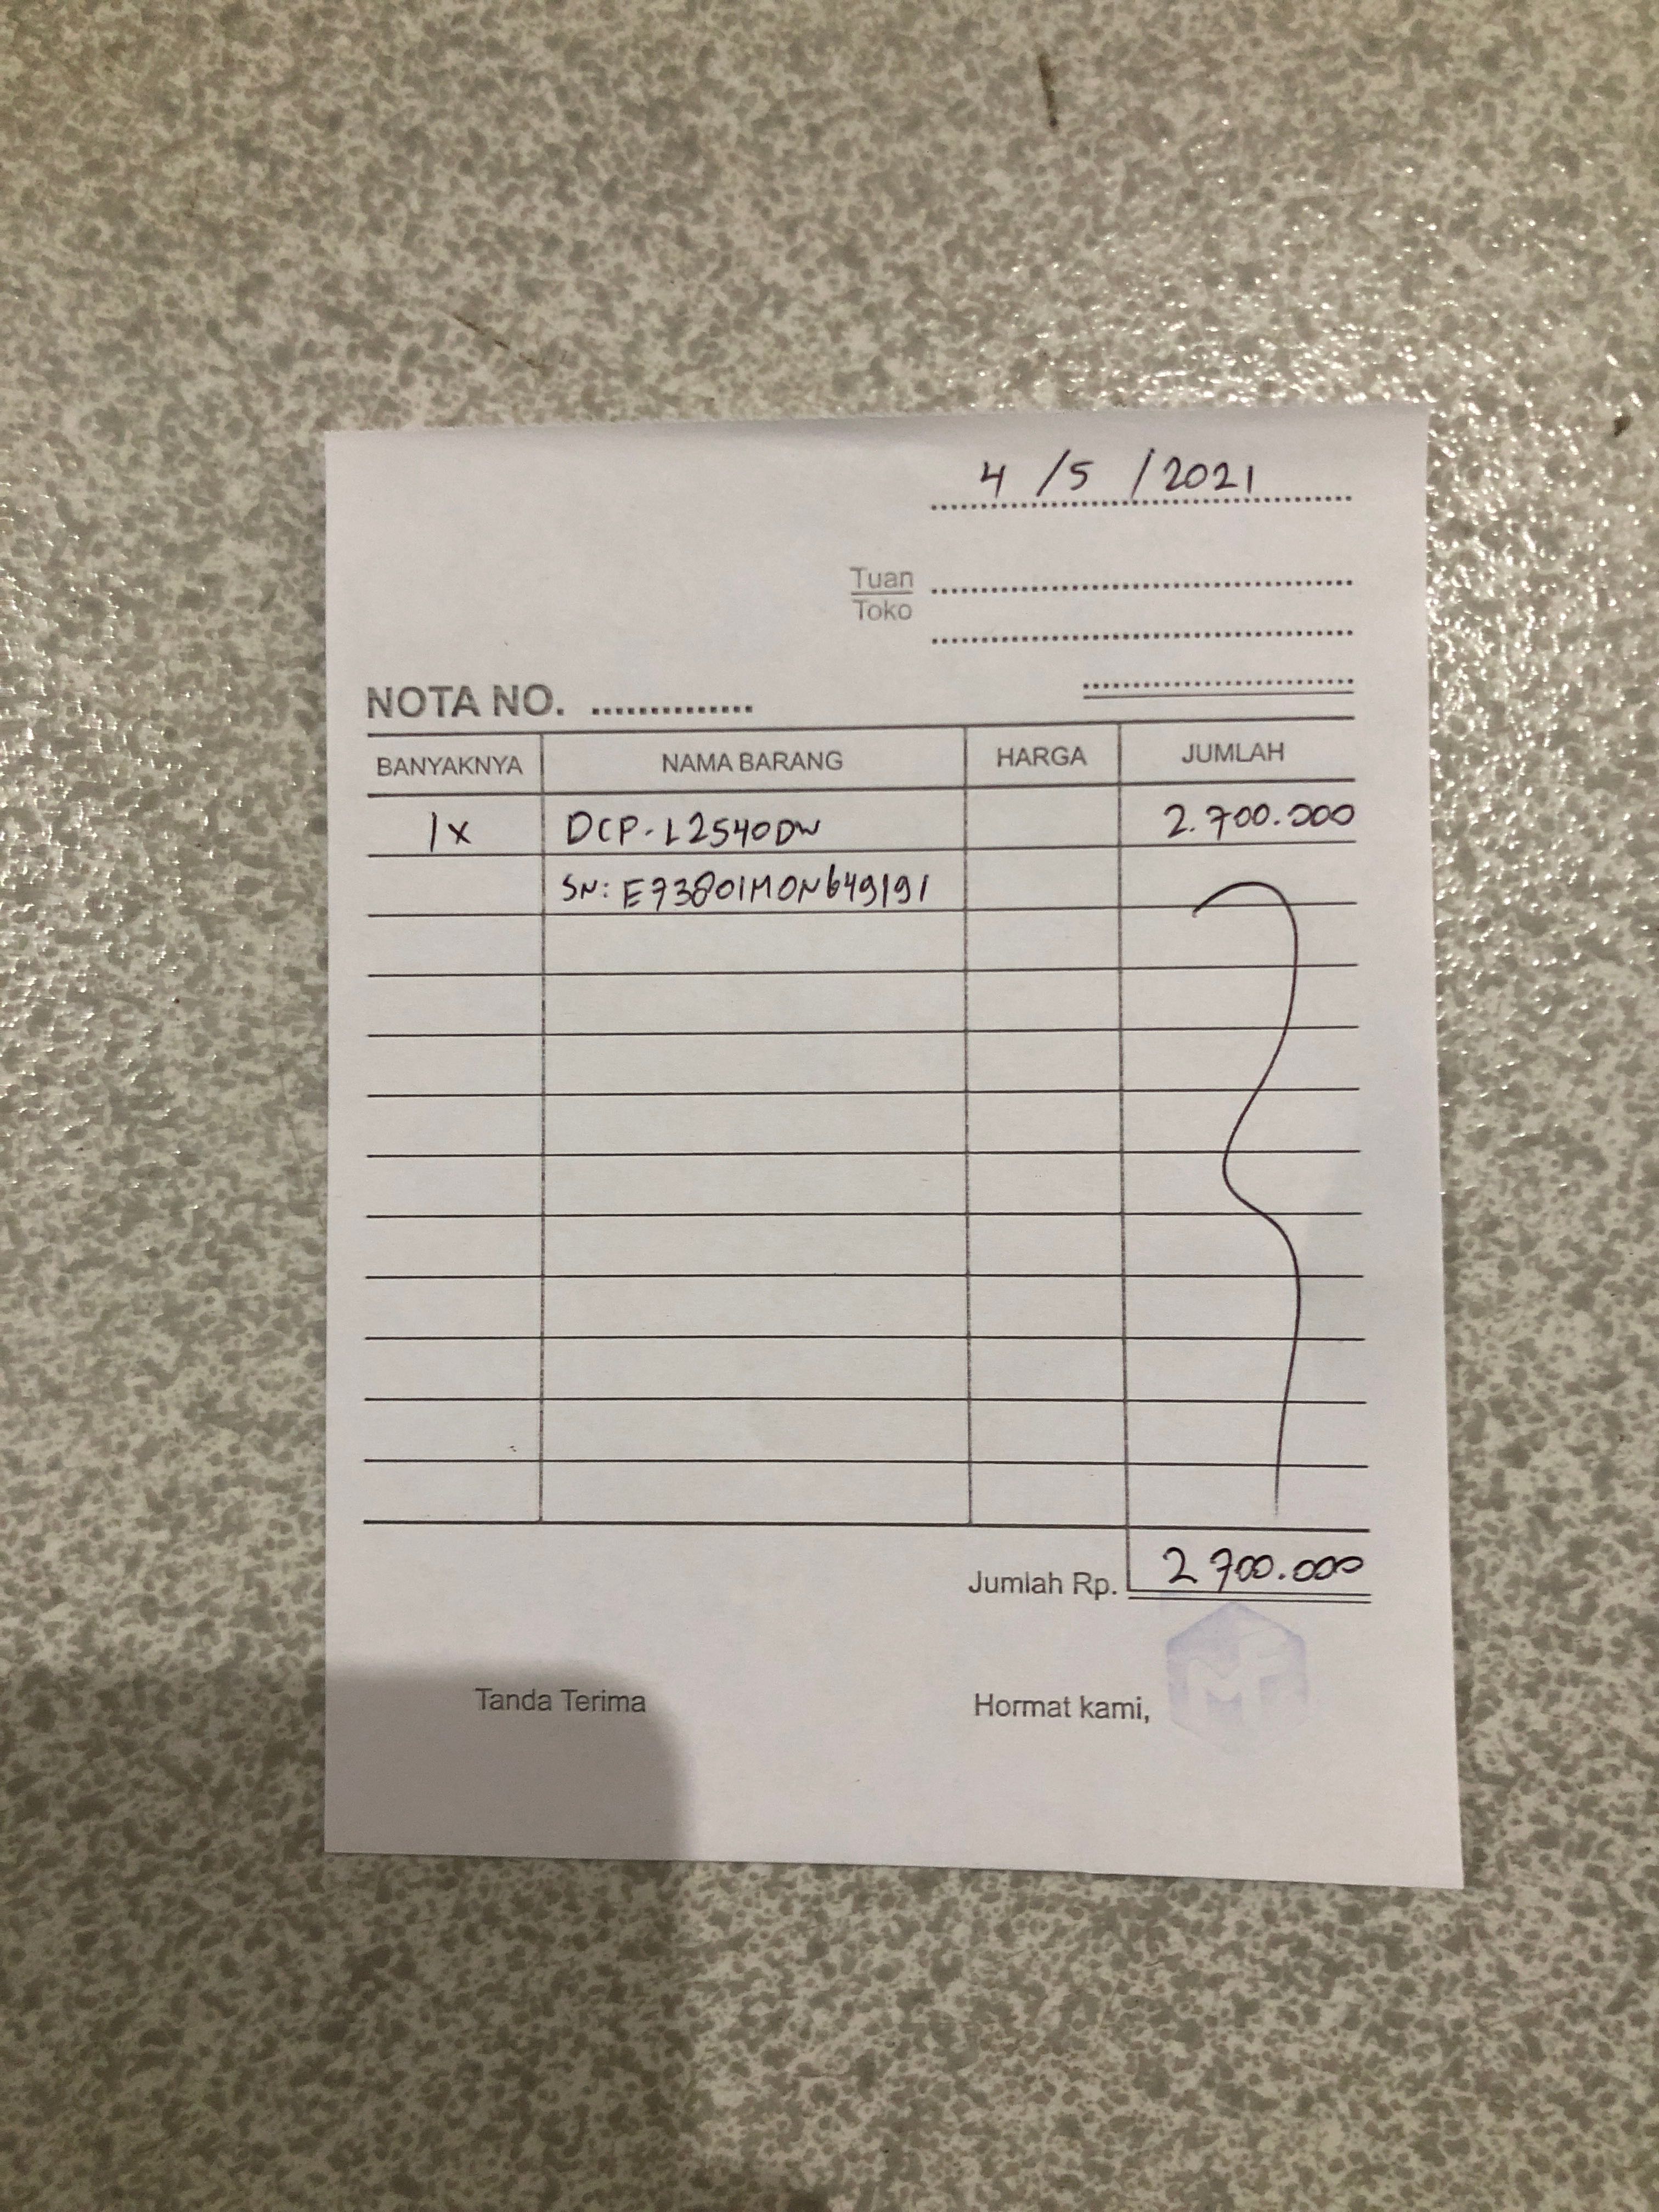 4 /5 /2021
Tuan
Toko
NOTA NO.
BANYAKNYA NAMA BARANG HARGA JUMLAH
1x DCP-L2540DW 2.700.000
SN: E73801M0N649191
Jumlah Rp. 2 700.000
Tanda Terima Hormat kami,
MF